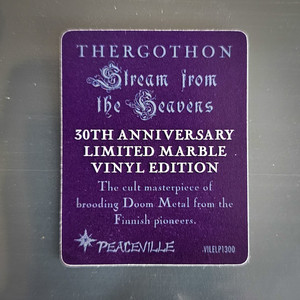 THERGOTHON
Stream from
the Heavens
30TH ANNIVERSARY
LIMITED MARBLE
VINYL EDITION
The cult masterpiece of
brooding Doom Metal from the
Finnish pioneers.
PEACEVILLE
VILELP1300